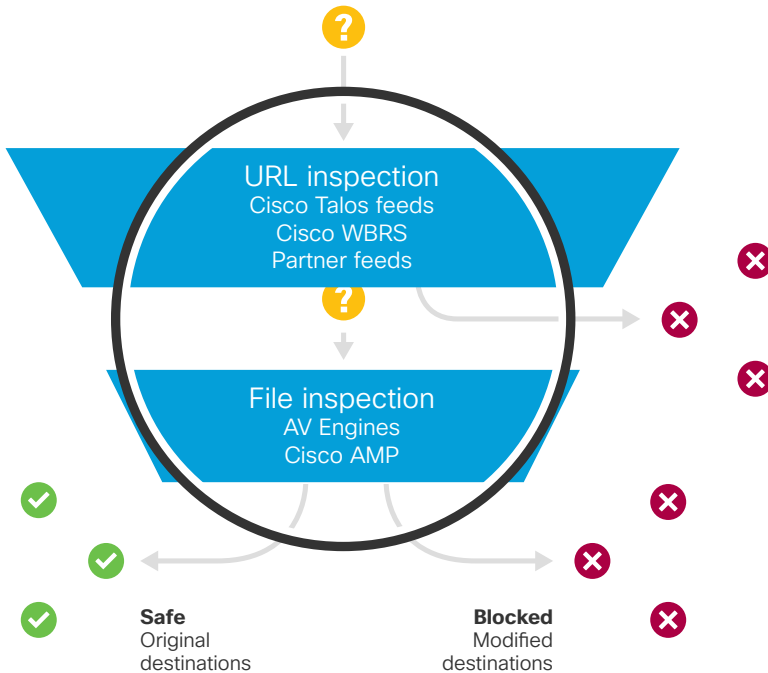 ?
URL inspection
Cisco Talos feeds
Cisco WBRS
Partner feeds
?
File inspection
AV Engines
Cisco AMP
Safe
Original
destinations
Blocked
Modified
destinations